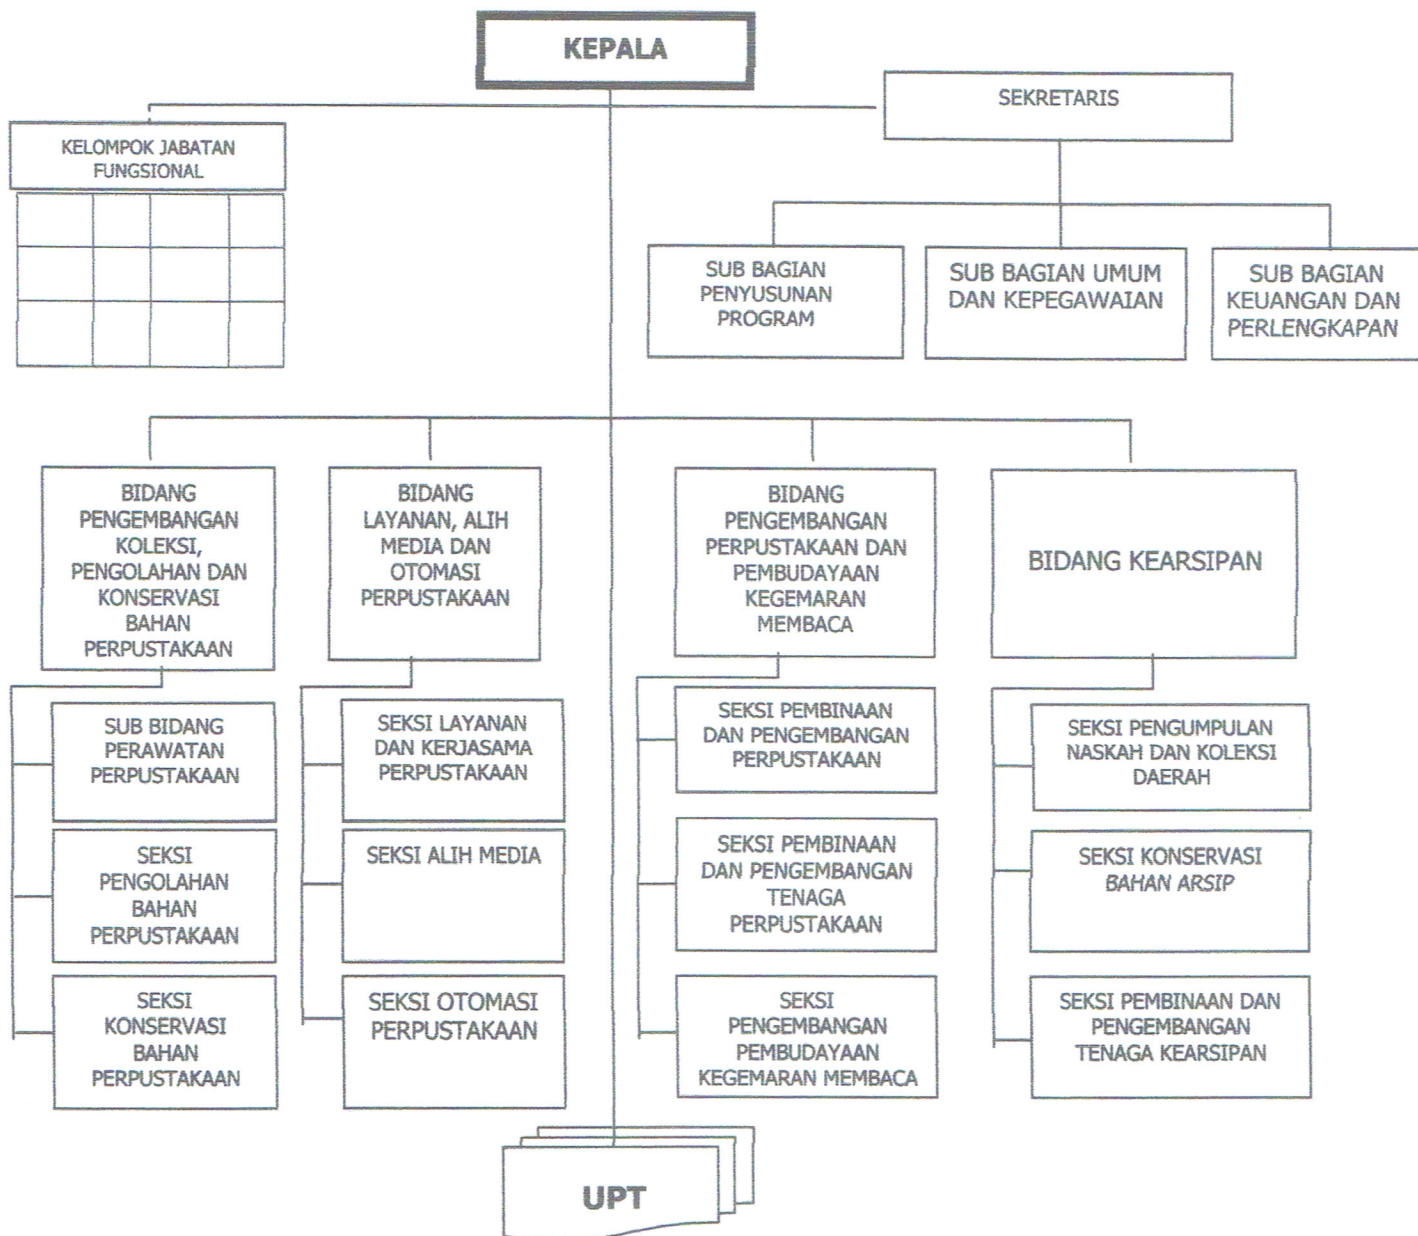 KEPALA
SEKRETARIS
KELOMPOK JABATAN
FUNGSIONAL
SUB BAGIAN
PENYUSUNAN
PROGRAM
SUB BAGIAN UMUM
DAN KEPEGAWAIAN
SUB BAGIAN
KEUANGAN DAN
PERLENGKAPAN
BIDANG
PENGEMBANGAN
KOLEKSI,
PENGOLAHAN DAN
KONSERVASI
BAHAN
PERPUSTAKAAN
BIDANG
LAYANAN, ALIH
MEDIA DAN
OTOMASI
PERPUSTAKAAN
BIDANG
PENGEMBANGAN
PERPUSTAKAAN DAN
PEMBUDAYAAN
KEGEMARAN
MEMBACA
BIDANG KEARSIPAN
SUB BIDANG
PERAWATAN
PERPUSTAKAAN
SEKSI
PENGOLAHAN
BAHAN
PERPUSTAKAAN
SEKSI
KONSERVASI
BAHAN
PERPUSTAKAAN
SEKSI LAYANAN
DAN KERJASAMA
PERPUSTAKAAN
SEKSI ALIH MEDIA
SEKSI OTOMASI
PERPUSTAKAAN
SEKSI PEMBINAAN
DAN PENGEMBANGAN
PERPUSTAKAAN
SEKSI PEMBINAAN
DAN PENGEMBANGAN
TENAGA
PERPUSTAKAAN
SEKSI
PENGEMBANGAN
PEMBUDAYAAN
KEGEMARAN MEMBACA
SEKSI PENGUMPULAN
NASKAH DAN KOLEKSI
DAERAH
SEKSI KONSERVASI
BAHAN ARSIP
SEKSI PEMBINAAN DAN
PENGEMBANGAN
TENAGA KEARSIPAN
UPT